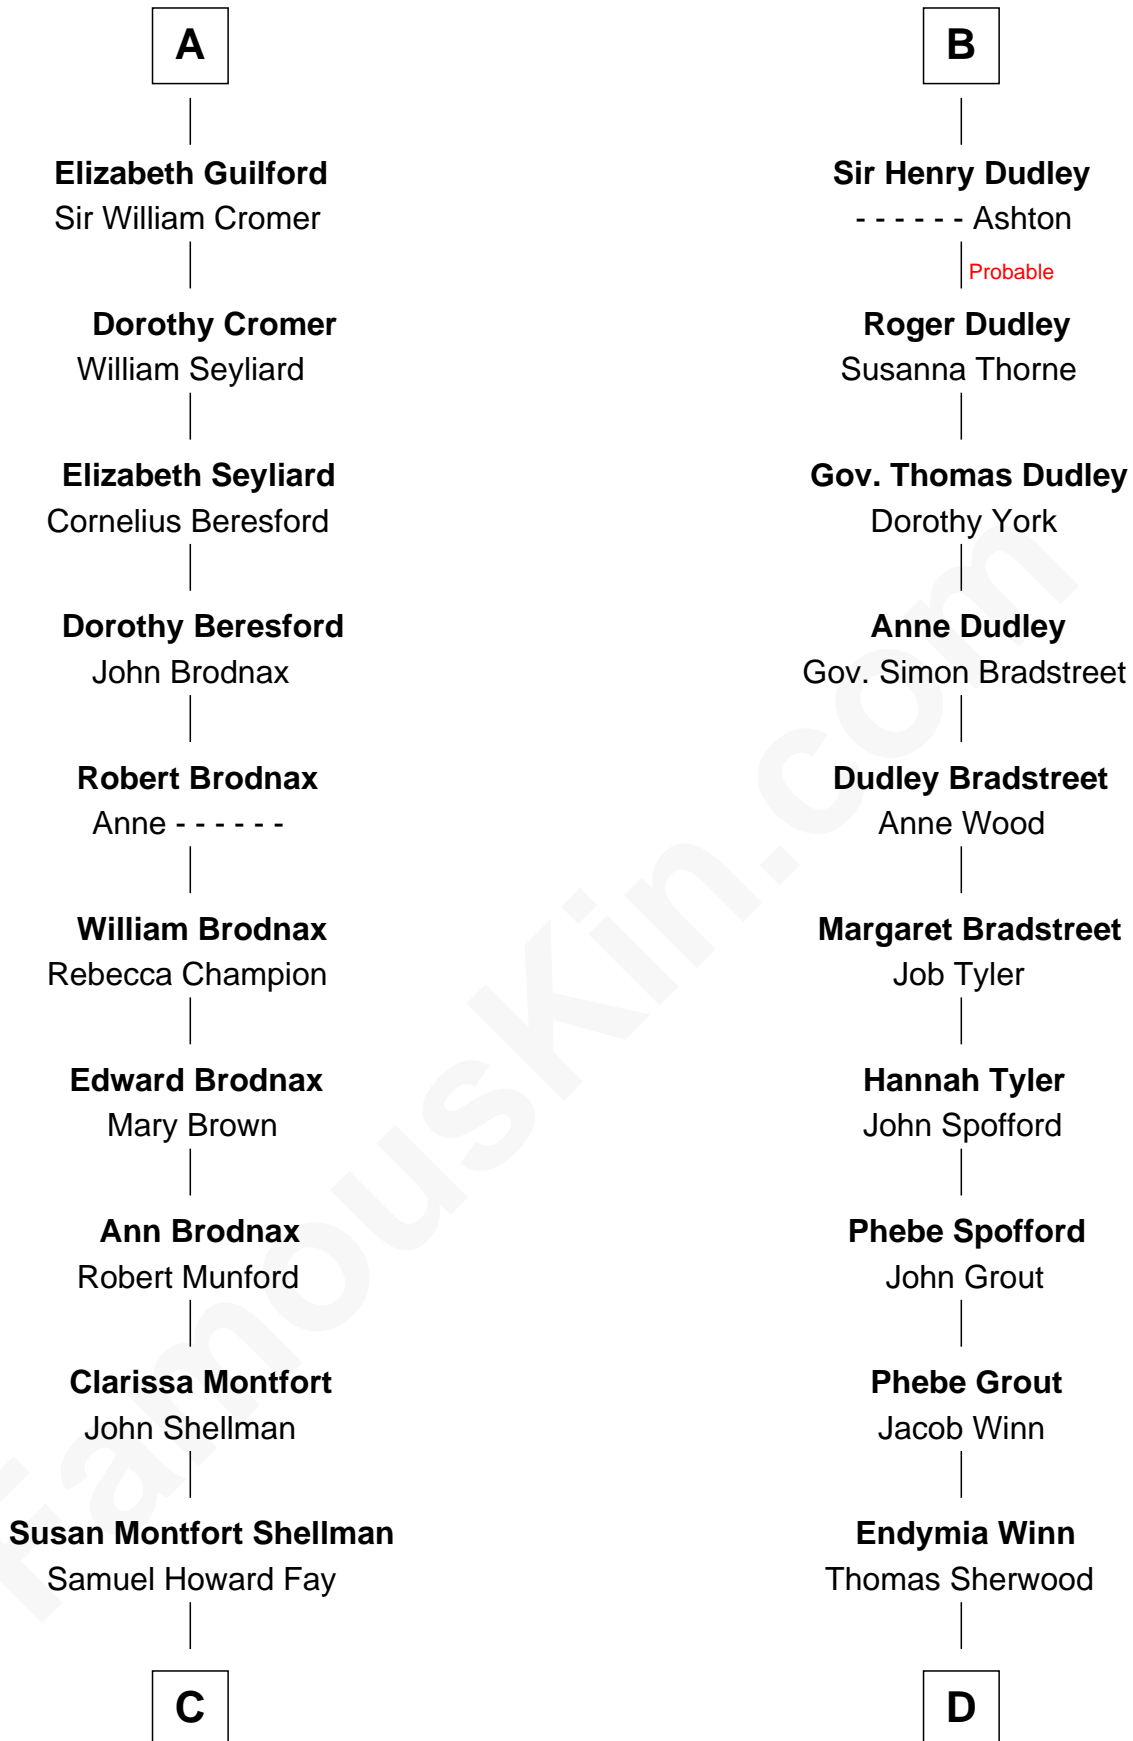 A
Elizabeth Guilford
Sir William Cromer
Dorothy Cromer
William Seyliard
Elizabeth Seyliard
Cornelius Beresford
Dorothy Beresford
John Brodnax
Robert Brodnax
Anne - - - - - -
William Brodnax
Rebecca Champion
Edward Brodnax
Mary Brown
Ann Brodnax
Robert Munford
Clarissa Montfort
John Shellman
Susan Montfort Shellman
Samuel Howard Fay
C
B
Sir Henry Dudley
- - - - - - Ashton
Probable
Roger Dudley
Susanna Thorne
Gov. Thomas Dudley
Dorothy York
Anne Dudley
Gov. Simon Bradstreet
Dudley Bradstreet
Anne Wood
Margaret Bradstreet
Job Tyler
Hannah Tyler
John Spofford
Phebe Spofford
John Grout
Phebe Grout
Jacob Winn
Endymia Winn
Thomas Sherwood
D
FamousKin.com